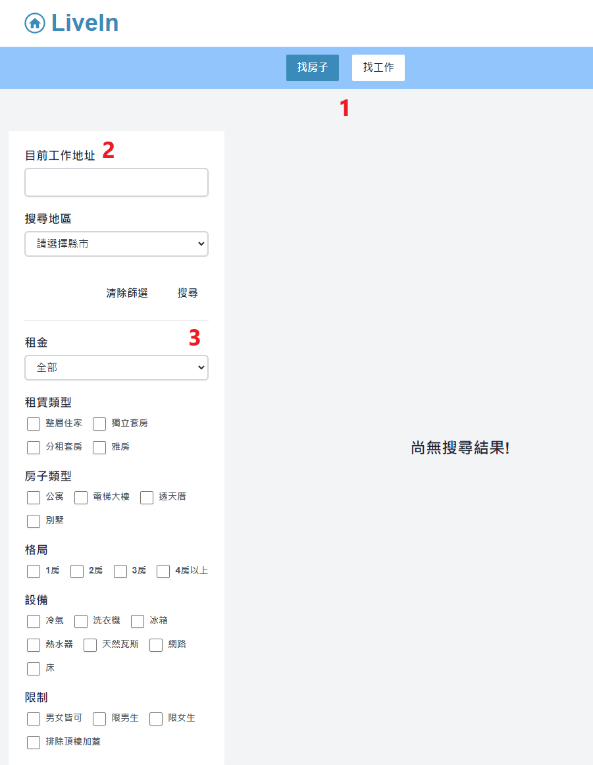 LiveIn
找房子 找工作
1
目前工作地址 2
搜尋地區
請選擇縣市
清除篩選 搜尋
租金 3
全部
租賃類型
整層住家 獨立套房
分租套房 雅房
房子類型
公寓 電梯大樓 透天厝
別墅
格局
1房 2房 3房 4房以上
設備
冷氣 洗衣機 冰箱
熱水器 天然瓦斯 網路
床
限制
男女皆可 限男生 限女生
排除頂樓加蓋
尚無搜尋結果!